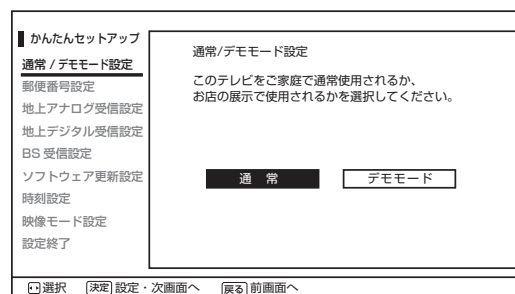 かんたんセットアップ
通常 / デモモード設定
郵便番号設定
地上アナログ受信設定
地上デジタル受信設定
BS 受信設定
ソフトウェア更新設定
時刻設定
映像モード設定
設定終了
通常/デモモード設定
このテレビをご家庭で通常使用されるか、
お店の展示で使用されるかを選択してください。
通 常
デモモード
選択 決定 設定・次画面へ 戻る 前画面へ